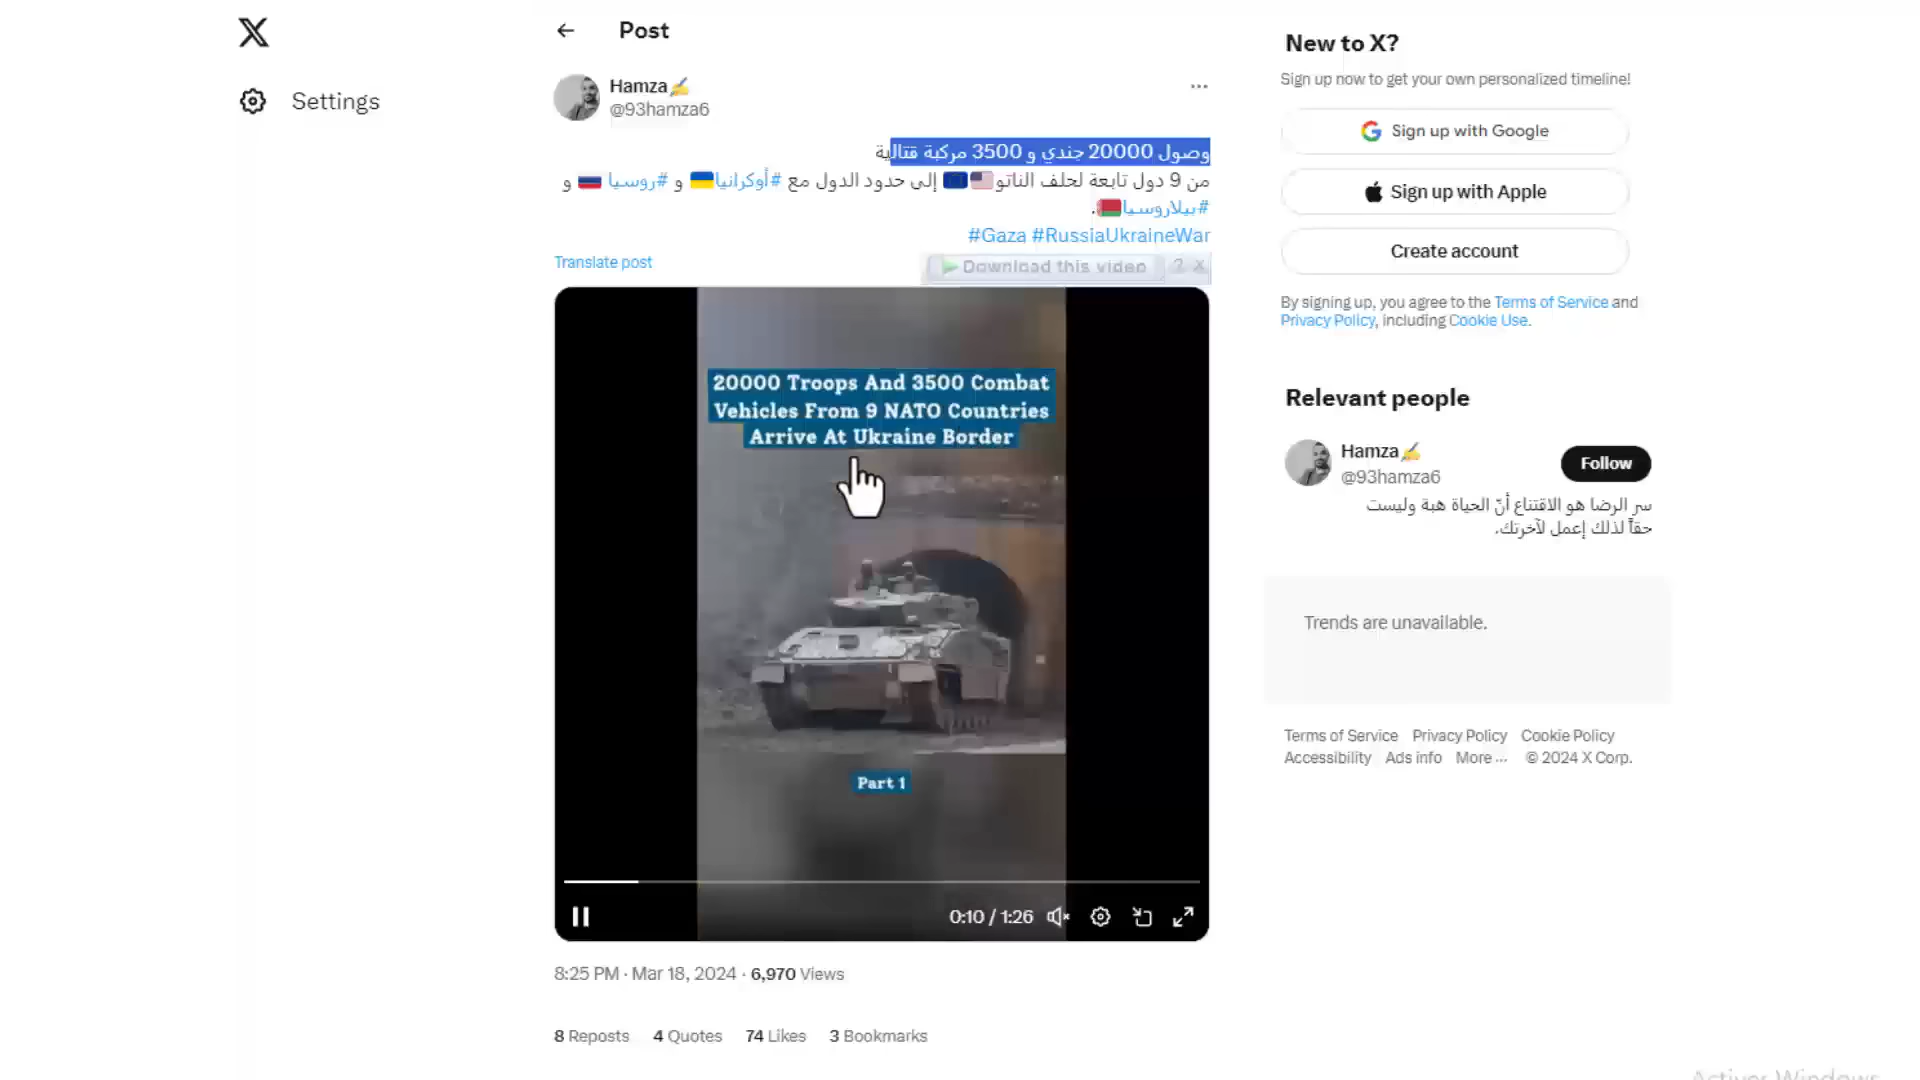 Post
Settings
Hamza
@93hamza6
وصول 20000 جندي و 3500 مركبة قتالية
من 9 دول تابعة لحلف الناتو إلى حدود الدول مع #أوكرانيا و #روسيا و
#بيلاروسيا.
#Gaza #RussiaUkraineWar
Translate post
Download this video ? X
20000 Troops And 3500 Combat
Vehicles From 9 NATO Countries
Arrive At Ukraine Border
Part 1
0:10 / 1:26
8:25 PM · Mar 18, 2024 · 6,970 Views
8 Reposts 4 Quotes 74 Likes 3 Bookmarks
New to X?
Sign up now to get your own personalized timeline!
Sign up with Google
Sign up with Apple
Create account
By signing up, you agree to the Terms of Service and
Privacy Policy, including Cookie Use.
Relevant people
Hamza
@93hamza6
Follow
سر الرضا هو الاقتناع أنّ الحياة هبة وليست
حقاً لذلك إعمل لآخرتك.
Trends are unavailable.
Terms of Service Privacy Policy Cookie Policy
Accessibility Ads info More ... © 2024 X Corp.
Activer Windows